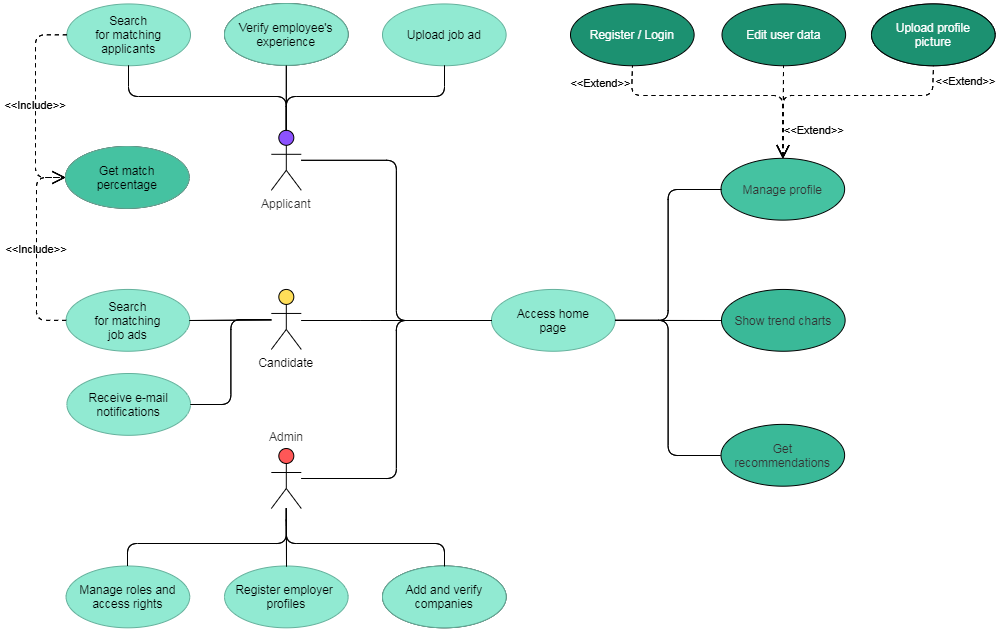 Search
for matching
applicants
Verify employee's
experience
Upload job ad
Register / Login
Edit user data
Upload profile
picture
<<Extend>>
<<Extend>>
<<Include>>
<<Extend>>
Get match
percentage
Manage profile
Applicant
<<Include>>
Search
for matching
job ads
Access home
page
Show trend charts
Candidate
Receive e-mail
notifications
Admin
Get
recommendations
Manage roles and
access rights
Register employer
profiles
Add and verify
companies